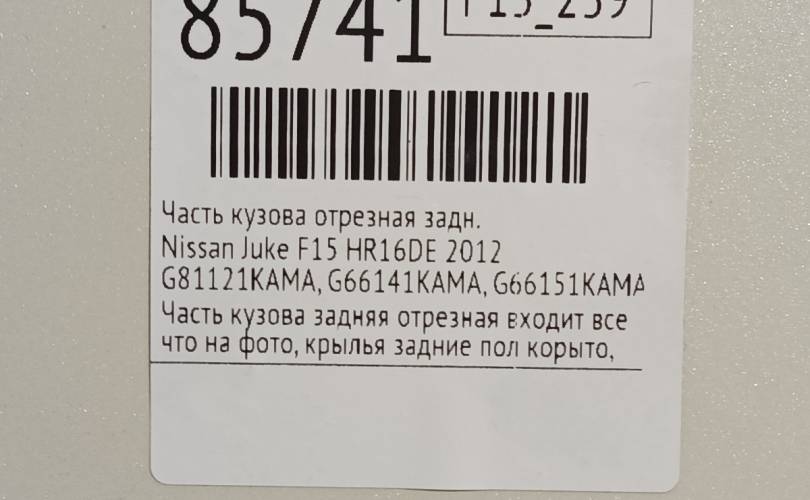 85741
F15_259
Часть кузова отрезная задн.
Nissan Juke F15 HR16DE 2012
G81121KAMA, G66141KAMA, G66151KAMA
Часть кузова задняя отрезная входит все
что на фото, крылья задние пол корыто,